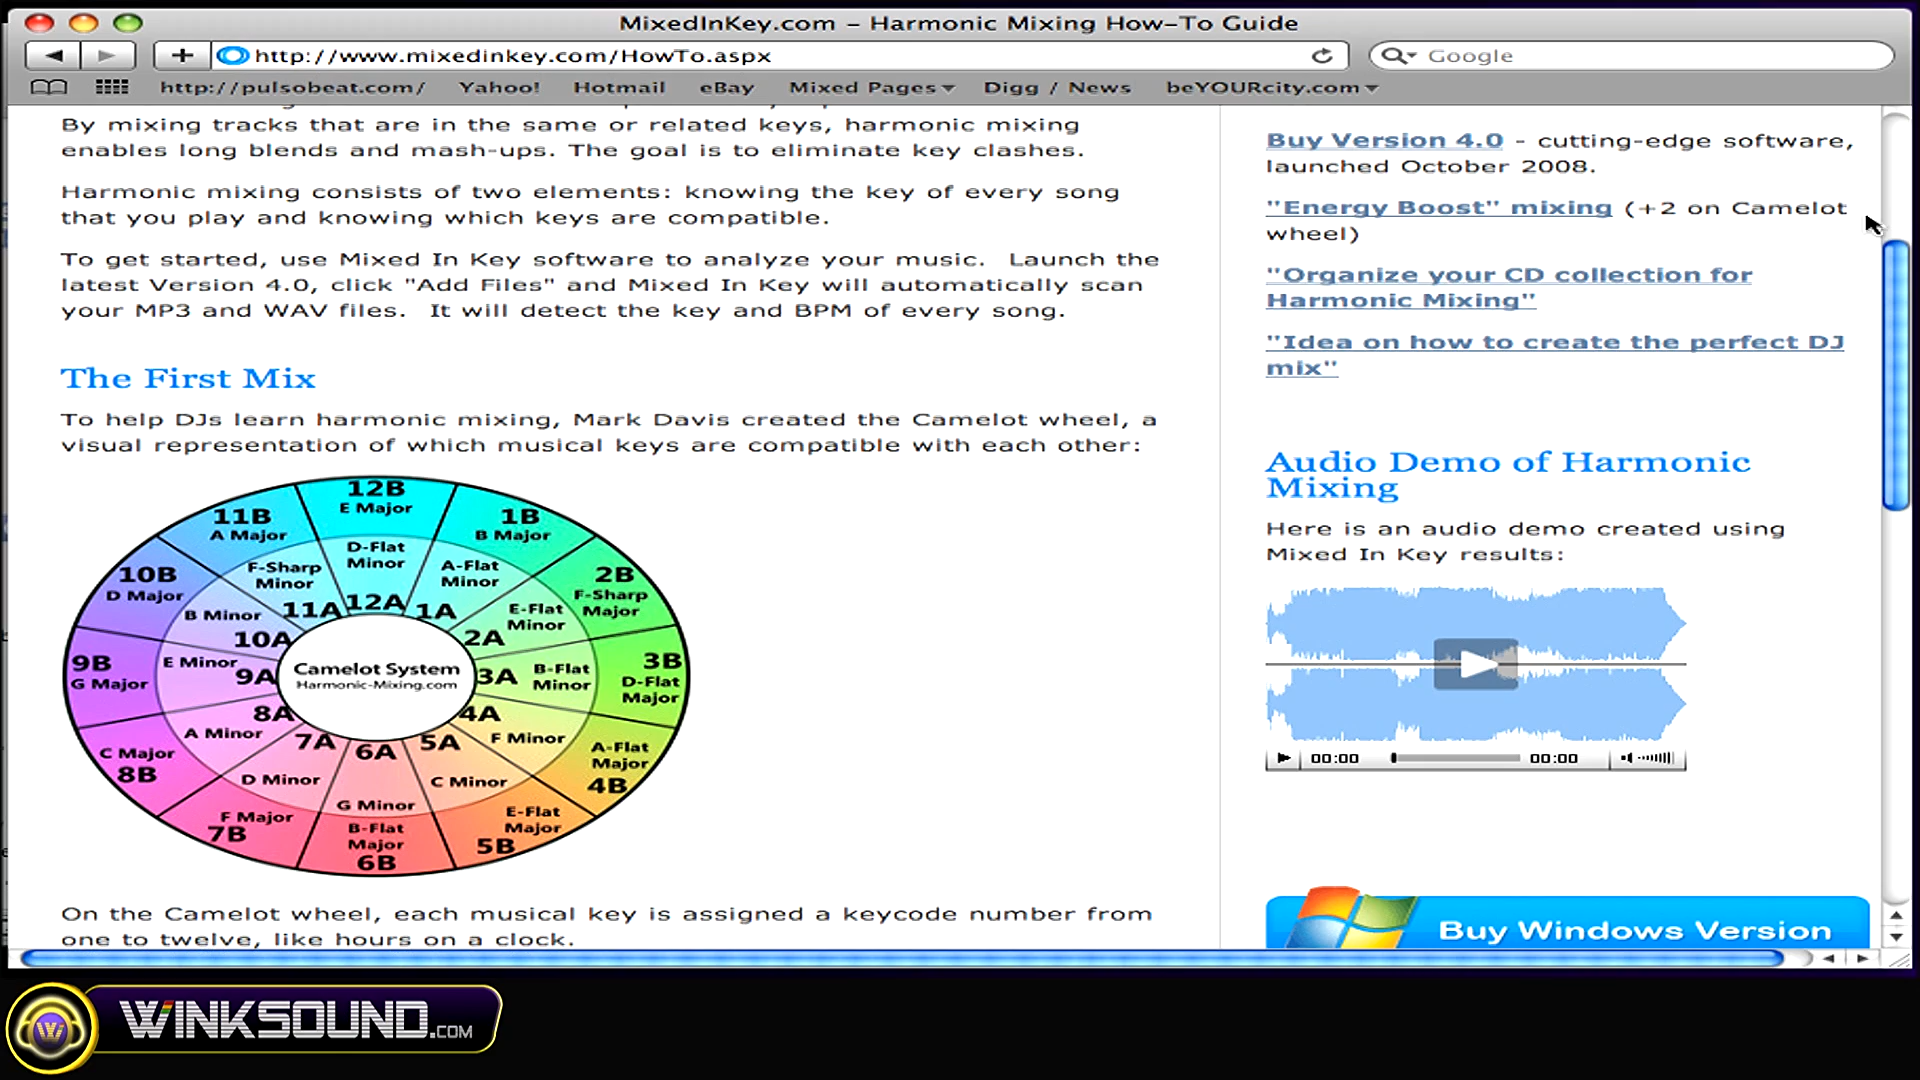 MixedInKey.com – Harmonic Mixing How-To Guide
http://www.mixedinkey.com/HowTo.aspx
Google
http://pulsobeat.com/ Yahoo! Hotmail eBay Mixed Pages Digg / News beYOURcity.com
By mixing tracks that are in the same or related keys, harmonic mixing
enables long blends and mash-ups. The goal is to eliminate key clashes.
Harmonic mixing consists of two elements: knowing the key of every song
that you play and knowing which keys are compatible.
To get started, use Mixed In Key software to analyze your music. Launch the
latest Version 4.0, click "Add Files" and Mixed In Key will automatically scan
your MP3 and WAV files. It will detect the key and BPM of every song.
The First Mix
To help DJs learn harmonic mixing, Mark Davis created the Camelot wheel, a
visual representation of which musical keys are compatible with each other:
12B
E Major
1B
B Major
2B
F-Sharp
Major
3B
D-Flat
Major
A-Flat
Major
4B
E-Flat
Major
5B
B-Flat
Major
6B
F Major
7B
C Major
8B
9B
G Major
10B
D Major
11B
A Major
D-Flat
Minor
12A
A-Flat
Minor
1A
E-Flat
Minor
2A
3A
B-Flat
Minor
4A
F Minor
5A
C Minor
6A
G Minor
7A
D Minor
8A
A Minor
E Minor
9A
B Minor
10A
F-Sharp
Minor
11A
Camelot System
Harmonic-Mixing.com
On the Camelot wheel, each musical key is assigned a keycode number from
one to twelve, like hours on a clock.
Buy Version 4.0 - cutting-edge software,
launched October 2008.
"Energy Boost" mixing (+2 on Camelot
wheel)
"Organize your CD collection for
Harmonic Mixing"
"Idea on how to create the perfect DJ
mix"
Audio Demo of Harmonic
Mixing
Here is an audio demo created using
Mixed In Key results:
00:00 00:00
Buy Windows Version
W WINKSOUND.COM